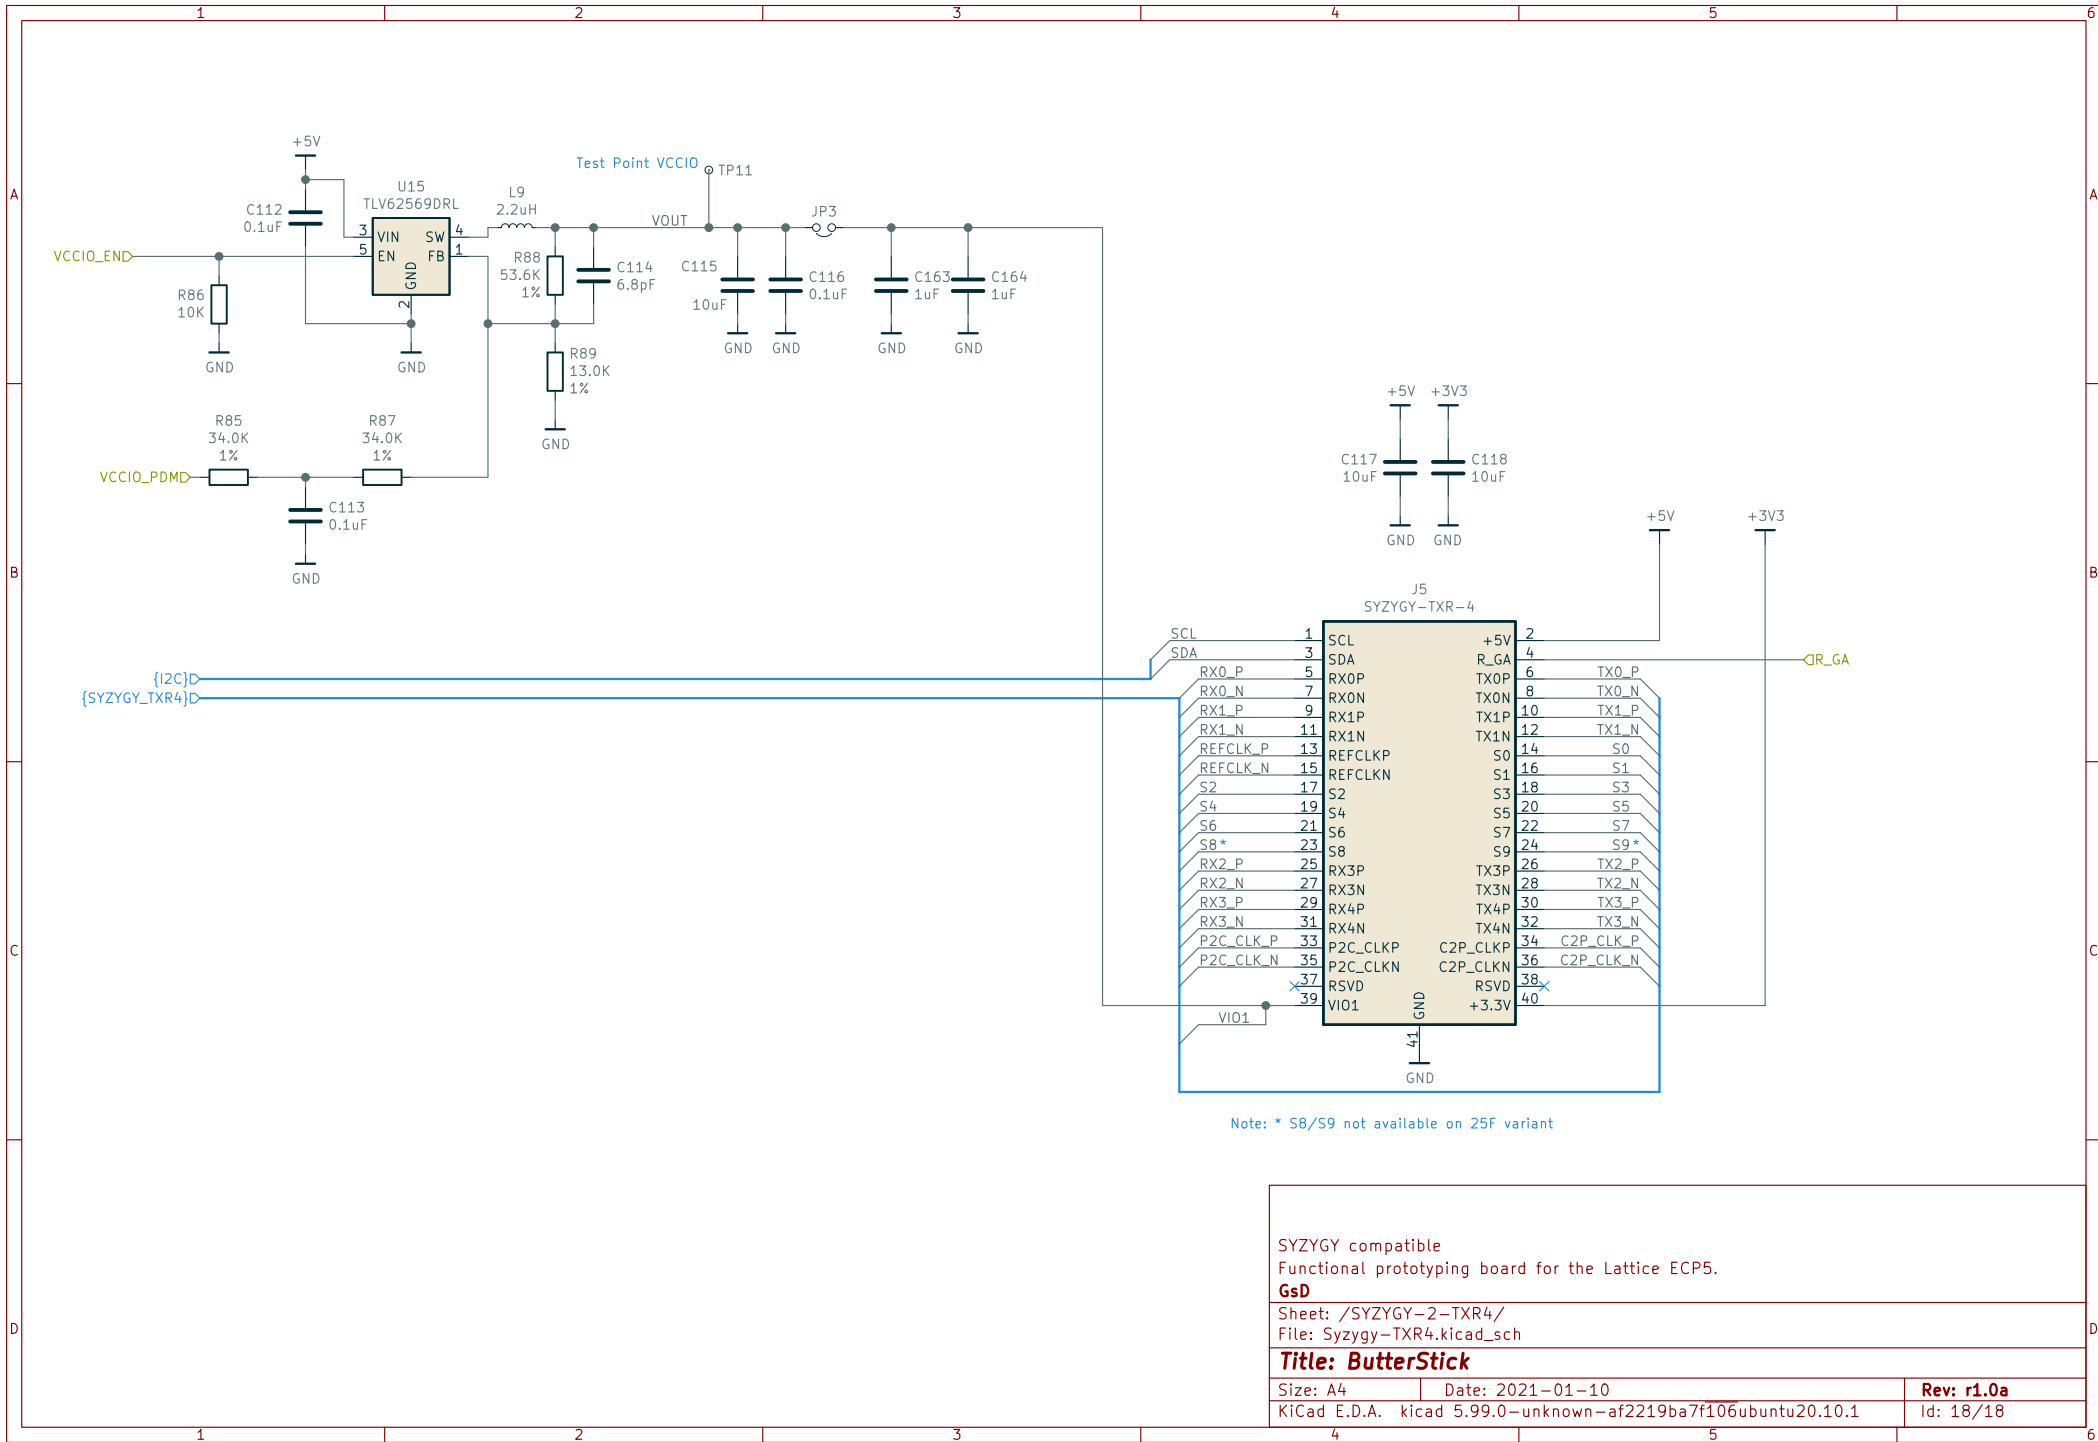 1 2 3 4 5 6
A A
B B
C C
D D
1 2 3 4 5 6
+5V
C112
0.1uF
U15
TLV62569DRL
3 VIN SW 4
5 EN FB 1
GND
2
VCCIO_EN
R86
10K
GND
GND
L9
2.2uH
Test Point VCCIO
TP11
VOUT
JP3
R88
53.6K
1%
C114
6.8pF
C115
10uF
C116
0.1uF
C163
1uF
C164
1uF
GND GND GND GND
R89
13.0K
1%
GND
R85
34.0K
1%
R87
34.0K
1%
VCCIO_PDM
C113
0.1uF
GND
+5V +3V3
C117
10uF
C118
10uF
GND GND
+5V +3V3
J5
SYZYGY-TXR-4
{I2C}
{SYZYGY_TXR4}
R_GA
SCL 1 SCL +5V 2
SDA 3 SDA R_GA 4
RX0_P 5 RX0P TX0P 6 TX0_P
RX0_N 7 RX0N TX0N 8 TX0_N
RX1_P 9 RX1P TX1P 10 TX1_P
RX1_N 11 RX1N TX1N 12 TX1_N
REFCLK_P 13 REFCLKP S0 14 S0
REFCLK_N 15 REFCLKN S1 16 S1
S2 17 S2 S3 18 S3
S4 19 S4 S5 20 S5
S6 21 S6 S7 22 S7
S8* 23 S8 S9 24 S9*
RX2_P 25 RX3P TX3P 26 TX2_P
RX2_N 27 RX3N TX3N 28 TX2_N
RX3_P 29 RX4P TX4P 30 TX3_P
RX3_N 31 RX4N TX4N 32 TX3_N
P2C_CLK_P 33 P2C_CLKP C2P_CLKP 34 C2P_CLK_P
P2C_CLK_N 35 P2C_CLKN C2P_CLKN 36 C2P_CLK_N
37 RSVD RSVD 38
39 VIO1 +3.3V 40
VIO1
GND
41
GND
Note: * S8/S9 not available on 25F variant
SYZYGY compatible
Functional prototyping board for the Lattice ECP5.
GsD
Sheet: /SYZYGY-2-TXR4/
File: Syzygy-TXR4.kicad_sch
Title: ButterStick
Size: A4 Date: 2021-01-10 Rev: r1.0a
KiCad E.D.A. kicad 5.99.0-unknown-af2219ba7f106ubuntu20.10.1 Id: 18/18